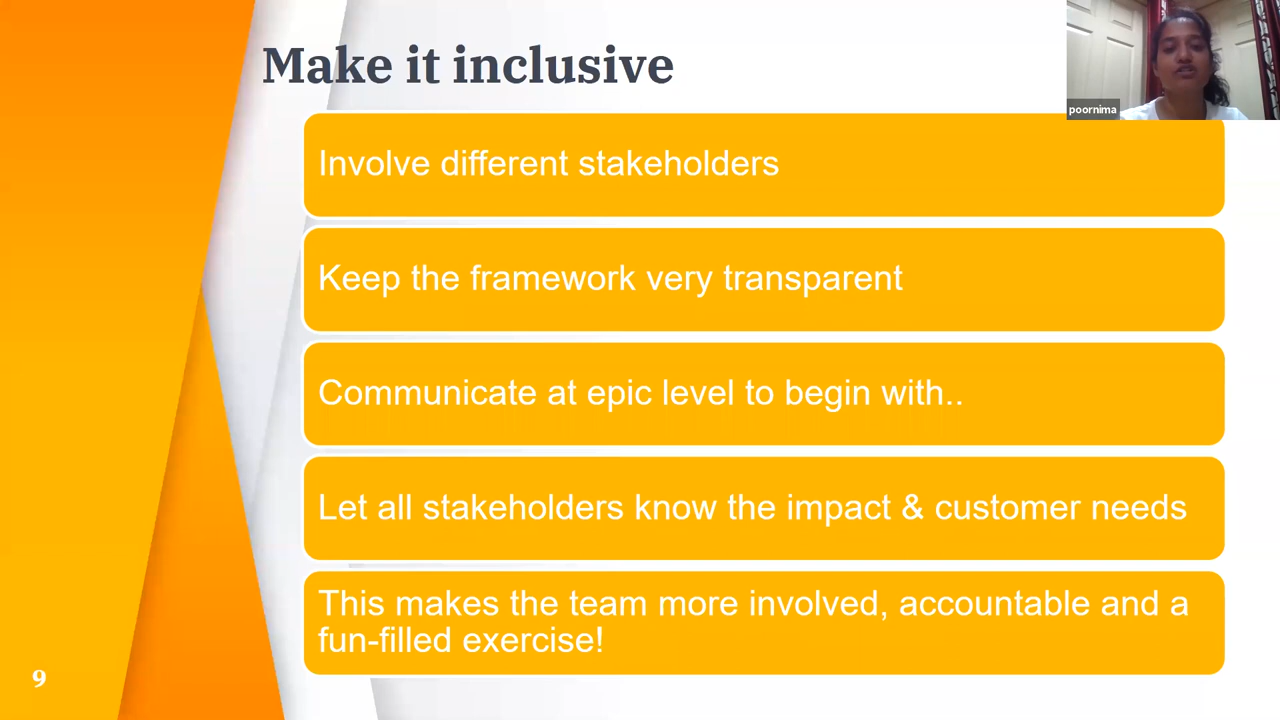 Make it inclusive
poornima
Involve different stakeholders
Keep the framework very transparent
Communicate at epic level to begin with..
Let all stakeholders know the impact & customer needs
This makes the team more involved, accountable and a
fun-filled exercise!
9